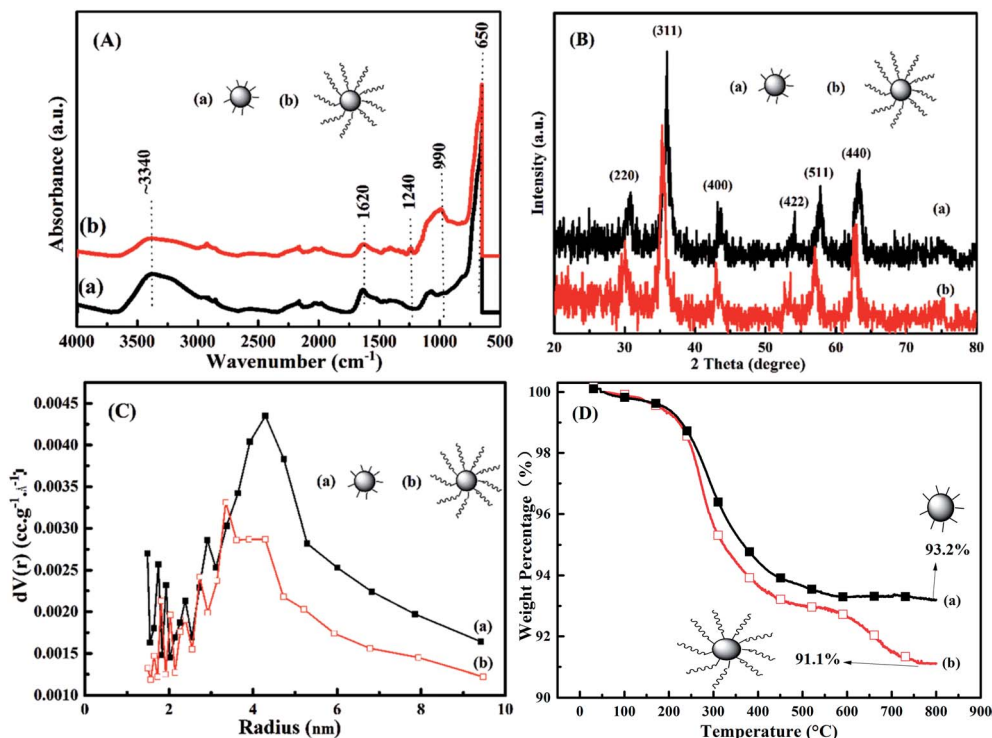 (A)
(a)
(b)
~3340
1620
1240
990
650
(b)
(a)
Absorbance (a.u.)
4000 3500 3000 2500 2000 1500 1000 500
Wavenumber (cm⁻¹)
(B)
(a)
(b)
(220)
(311)
(400)
(422)
(511)
(440)
(a)
(b)
Intensity (a.u.)
20 30 40 50 60 70 80
2 Theta (degree)
(C)
(a)
(b)
0.0045
0.0040
0.0035
0.0030
0.0025
0.0020
0.0015
0.0010
(a)
(b)
0 2 4 6 8 10
Radius (nm)
(D)
100
98
96
94
92
90
Weight Percentage (%)
93.2%
(a)
91.1%
(b)
0 100 200 300 400 500 600 700 800 900
Temperature (°C)